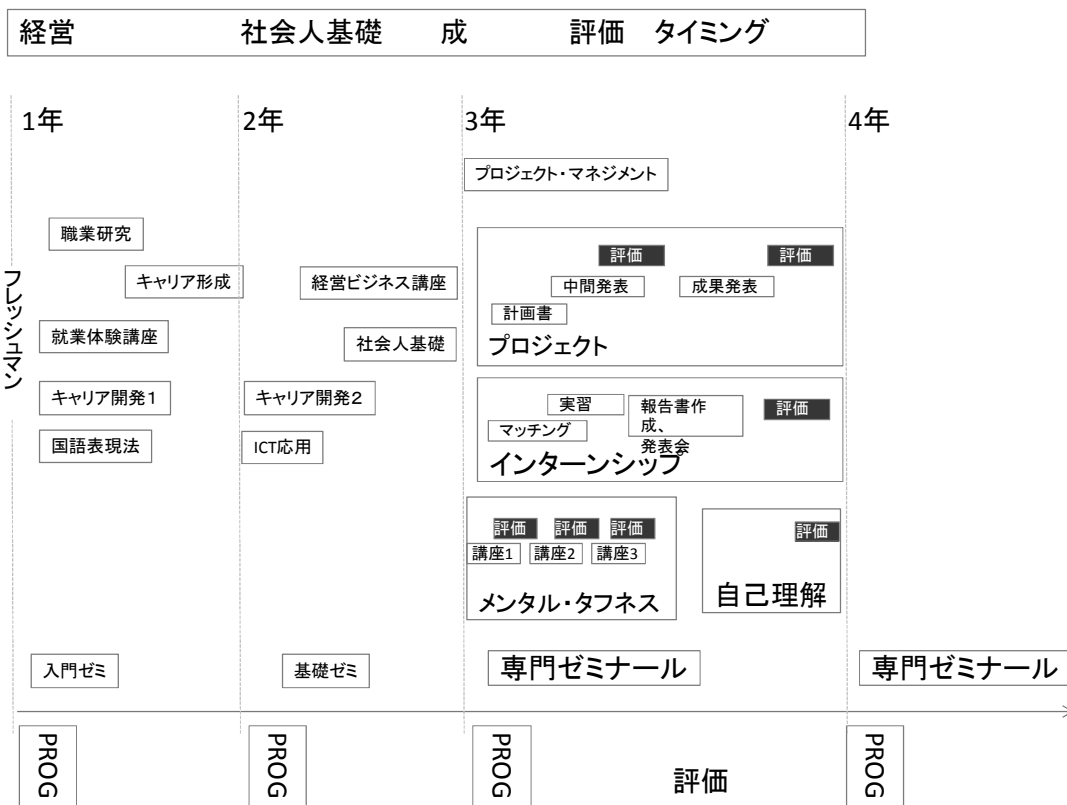 経営 社会人基礎 成 評価 タイミング
1年
2年
3年
4年
プロジェクト・マネジメント
職業研究
キャリア形成
経営ビジネス講座
フレッシュマン
就業体験講座
社会人基礎
キャリア開発1
キャリア開発2
国語表現法
ICT応用
評価
評価
中間発表
成果発表
計画書
プロジェクト
実習
報告書作
成、
発表会
評価
マッチング
インターンシップ
評価
評価
評価
講座1
講座2
講座3
メンタル・タフネス
評価
自己理解
入門ゼミ
基礎ゼミ
専門ゼミナール
専門ゼミナール
PROG
PROG
PROG
評価
PROG